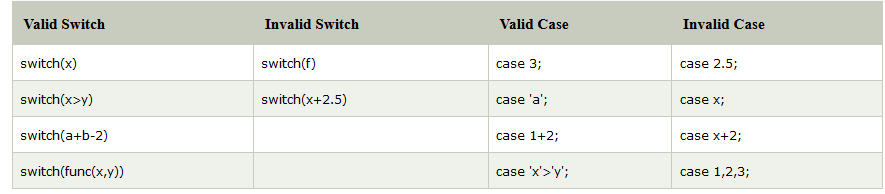 Valid Switch Invalid Switch Valid Case Invalid Case
switch(x) switch(f) case 3; case 2.5;
switch(x>y) switch(x+2.5) case 'a'; case x;
switch(a+b-2) case 1+2; case x+2;
switch(func(x,y)) case 'x'>'y'; case 1,2,3;